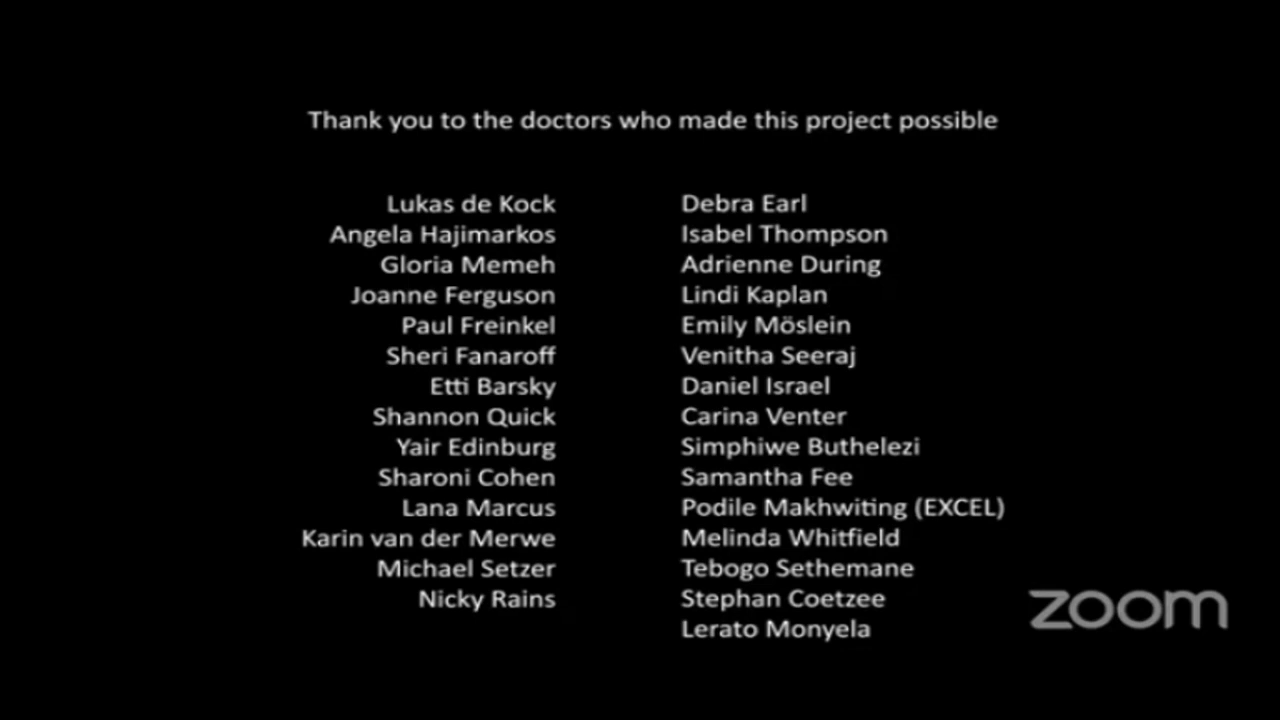 Thank you to the doctors who made this project possible
Lukas de Kock
Angela Hajimarkos
Gloria Memeh
Joanne Ferguson
Paul Freinkel
Sheri Fanaroff
Etti Barsky
Shannon Quick
Yair Edinburg
Sharoni Cohen
Lana Marcus
Karin van der Merwe
Michael Setzer
Nicky Rains
Debra Earl
Isabel Thompson
Adrienne During
Lindi Kaplan
Emily Möslein
Venitha Seeraj
Daniel Israel
Carina Venter
Simphiwe Buthelezi
Samantha Fee
Podile Makhwiting (EXCEL)
Melinda Whitfield
Tebogo Sethemane
Stephan Coetzee
Lerato Monyela
zoom